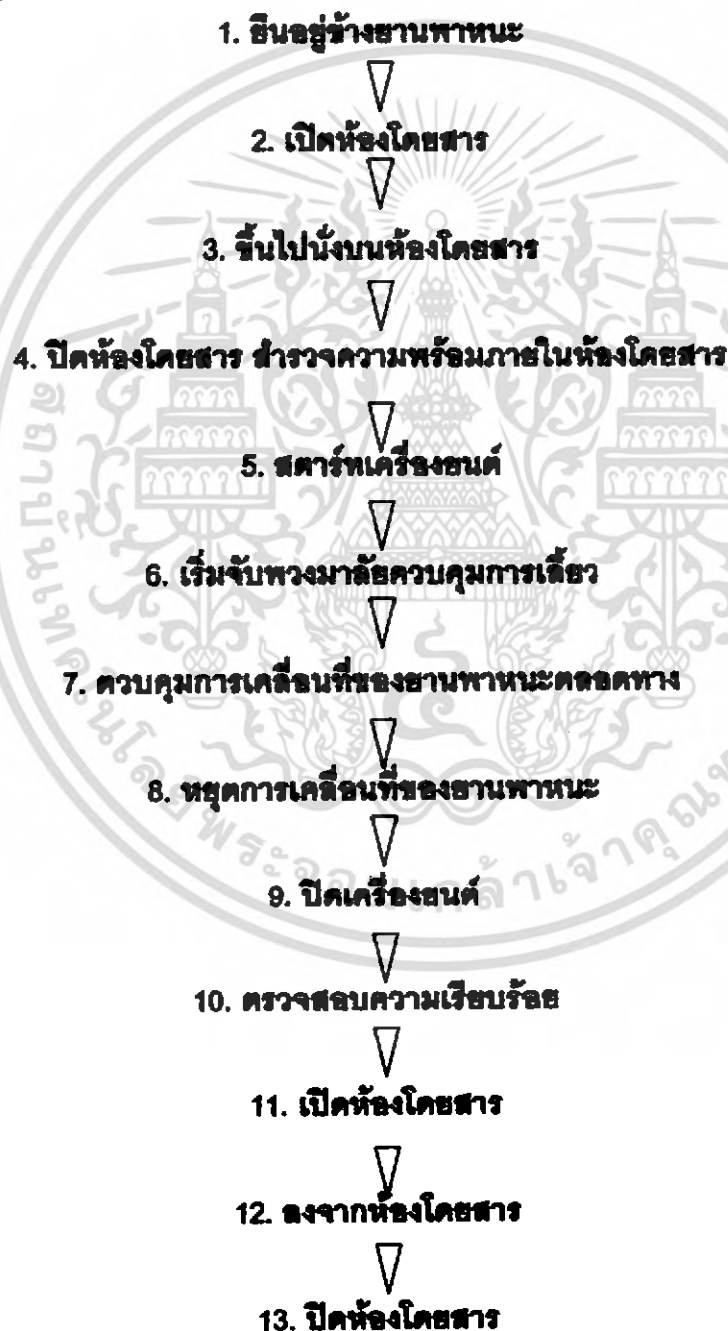 1. ยืนอยู่ข้างยานพาหนะ
2. เปิดห้องโดยสาร
3. ขึ้นไปนั่งบนห้องโดยสาร
4. ปิดห้องโดยสาร สำรวจความพร้อมภายในห้องโดยสาร
5. สตาร์ทเครื่องยนต์
6. เริ่มจับพวงมาลัยควบคุมการเลี้ยว
7. ควบคุมการเคลื่อนที่ของยานพาหนะตลอดทาง
8. หยุดการเคลื่อนที่ของยานพาหนะ
9. ปิดเครื่องยนต์
10. ตรวจสอบความเรียบร้อย
11. เปิดห้องโดยสาร
12. ลงจากห้องโดยสาร
13. ปิดห้องโดยสาร